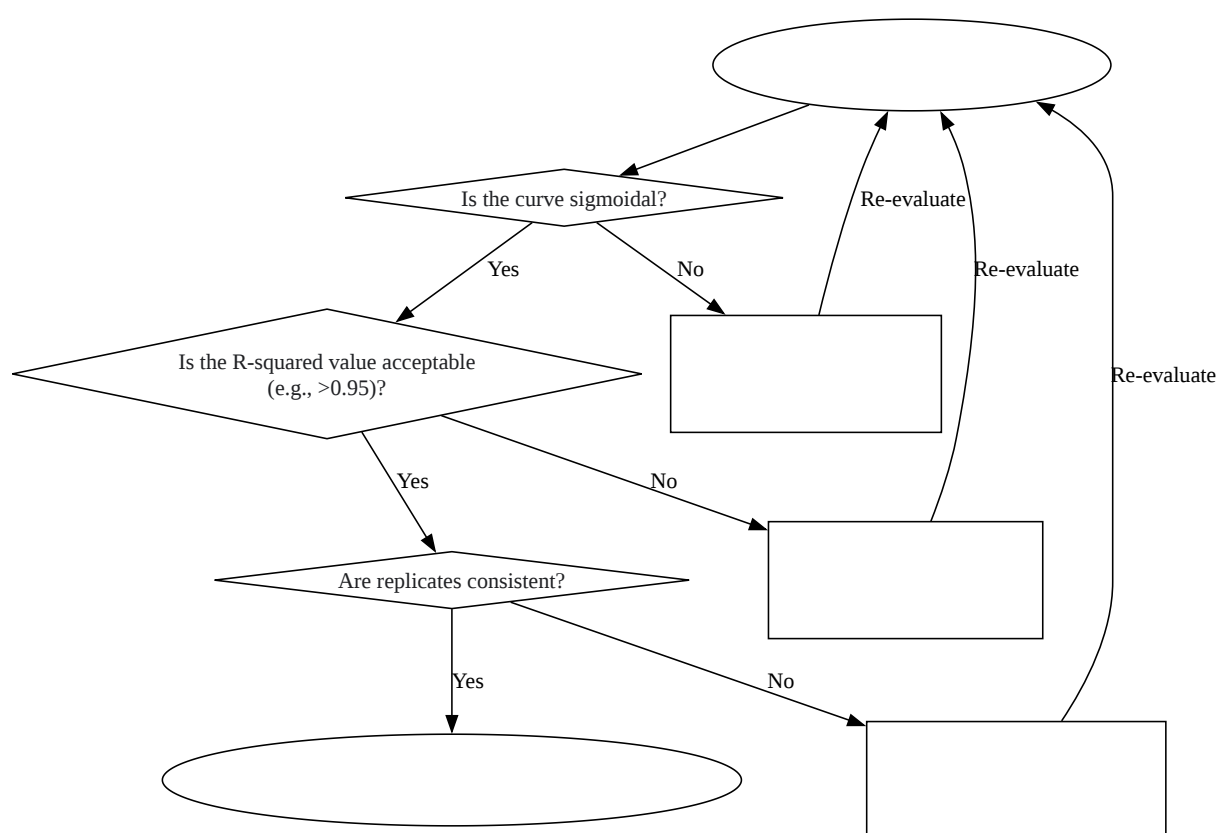 Is the curve sigmoidal?
Re-evaluate
Yes
No
Re-evaluate
Is the R-squared value acceptable
(e.g., >0.95)?
Re-evaluate
Yes
No
Are replicates consistent?
Yes
No